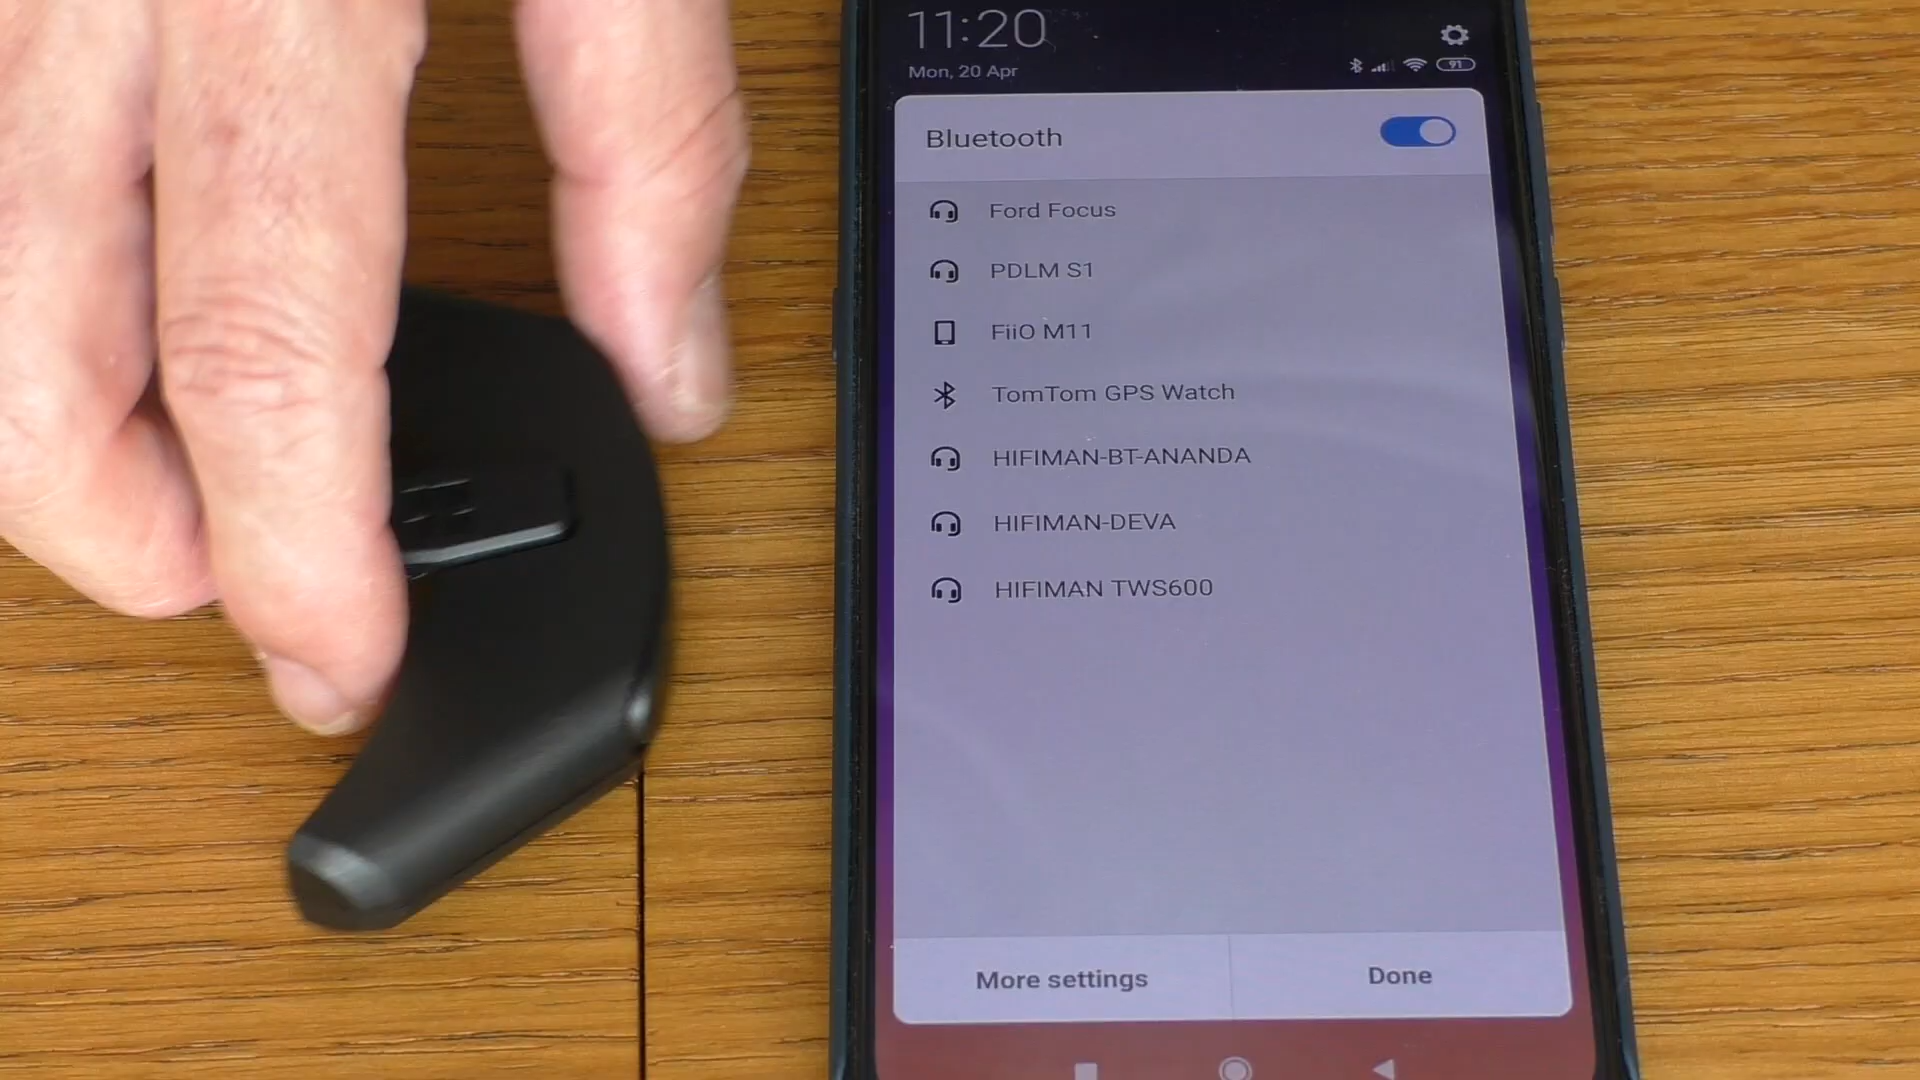 11:20
Mon, 20 Apr
91
Bluetooth
Ford Focus
PDLM S1
FiiO M11
TomTom GPS Watch
HIFIMAN-BT-ANANDA
HIFIMAN-DEVA
HIFIMAN TWS600
More settings
Done